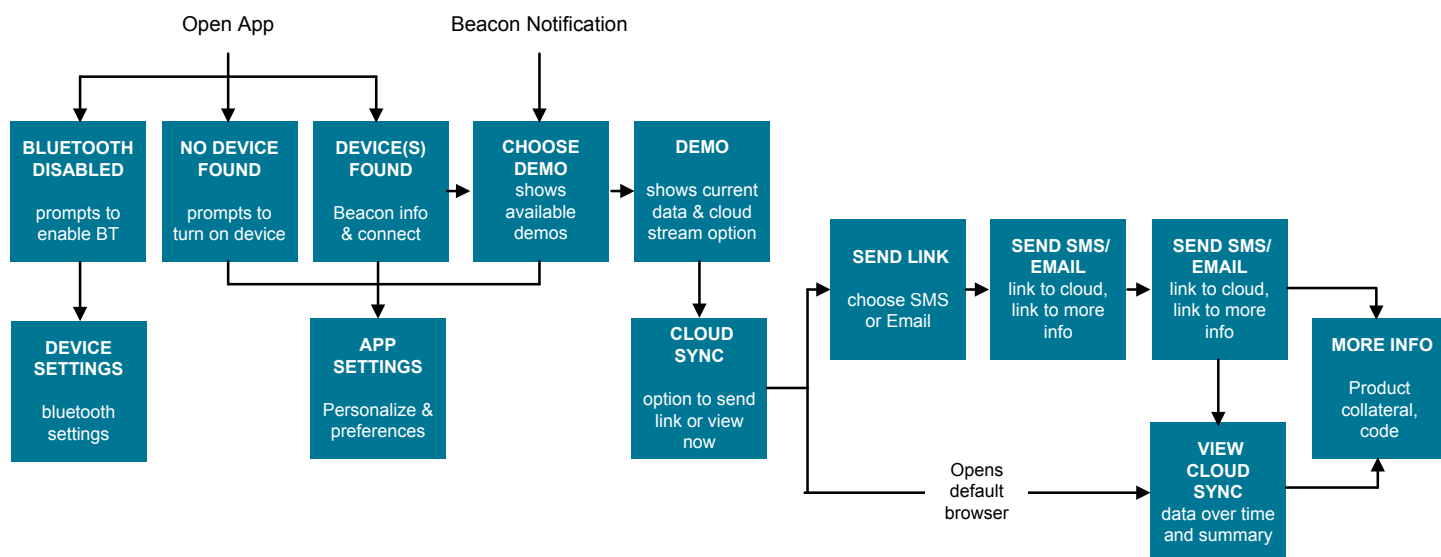 Open App
Beacon Notification
BLUETOOTH
DISABLED
prompts to
enable BT
NO DEVICE
FOUND
prompts to
turn on device
DEVICE(S)
FOUND
Beacon info
& connect
CHOOSE
DEMO
shows
available
demos
DEMO
shows current
data & cloud
stream option
DEVICE
SETTINGS
bluetooth
settings
APP
SETTINGS
Personalize &
preferences
CLOUD
SYNC
option to send
link or view
now
SEND LINK
choose SMS
or Email
SEND SMS/
EMAIL
link to cloud,
link to more
info
SEND SMS/
EMAIL
link to cloud,
link to more
info
MORE INFO
Product
collateral,
code
Opens
default
browser
VIEW
CLOUD
SYNC
data over time
and summary